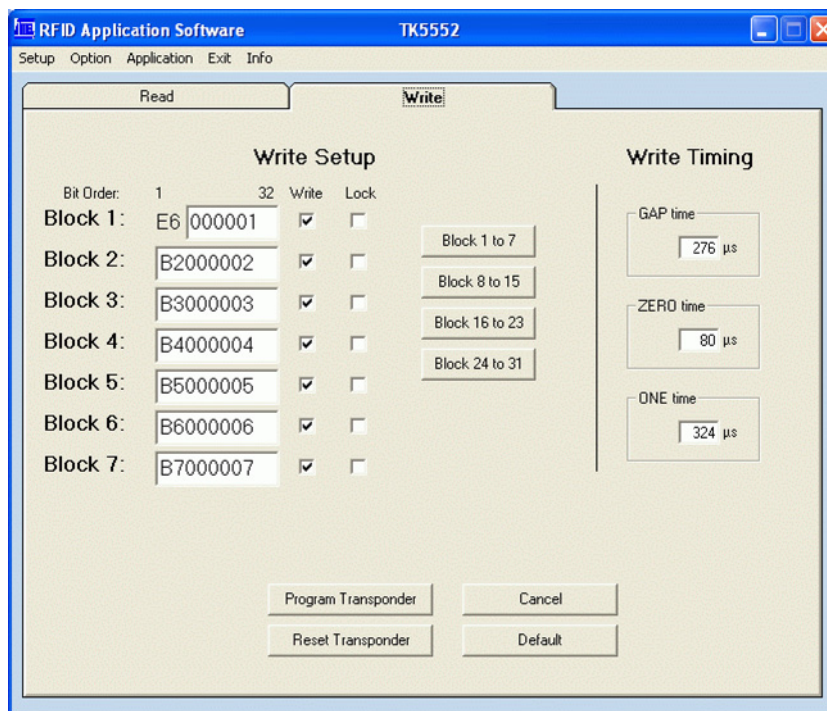 RFID Application Software TK5552
Setup Option Application Exit Info
Read Write
Write Setup
Bit Order: 1 32 Write Lock
Block 1: E6 000001
Block 2: B2000002
Block 3: B3000003
Block 4: B4000004
Block 5: B5000005
Block 6: B6000006
Block 7: B7000007
Block 1 to 7
Block 8 to 15
Block 16 to 23
Block 24 to 31
Write Timing
GAP time
276 µs
ZERO time
80 µs
ONE time
324 µs
Program Transponder Cancel
Reset Transponder Default